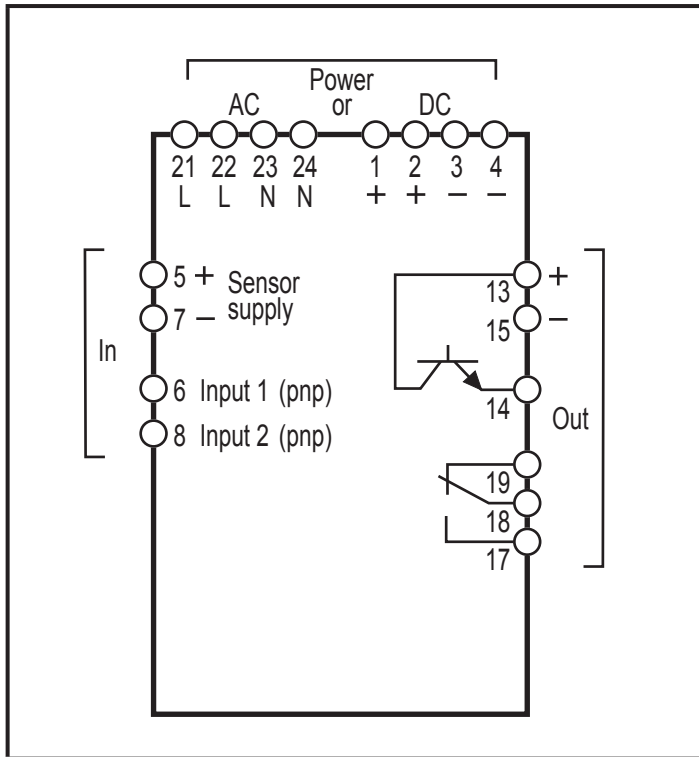 Power
AC or DC
21 22 23 24 1 2 3 4
L L N N + + − −
5 + Sensor supply
7 −
In
6 Input 1 (pnp)
8 Input 2 (pnp)
13 +
15 −
14
Out
19
18
17